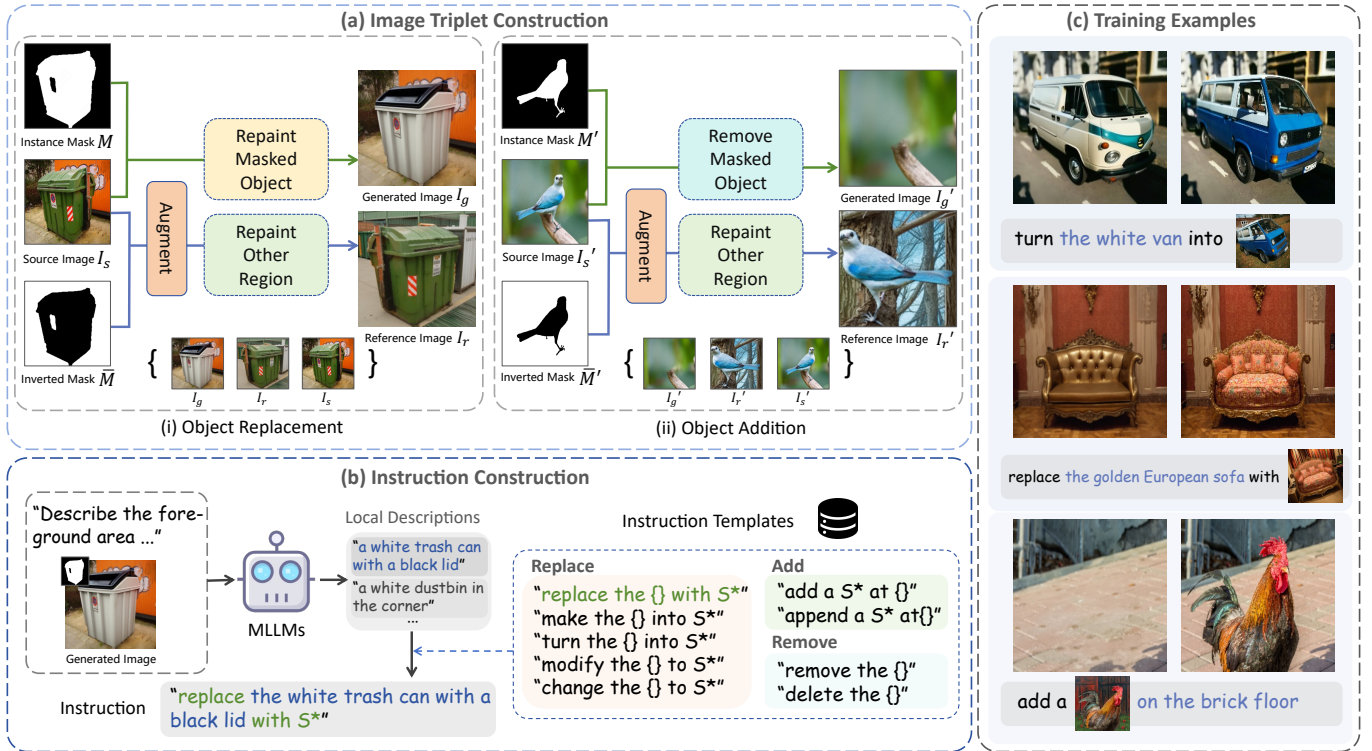 (a) Image Triplet Construction
Instance Mask M
Source Image I_s
Inverted Mask M̅
Augment
Repaint
Masked
Object
Repaint
Other
Region
Generated Image I_g
Reference Image I_r
{ }
I_g I_r I_s
(i) Object Replacement
Instance Mask M′
Source Image I_s′
Inverted Mask M̅′
Augment
Remove
Masked
Object
Repaint
Other
Region
Generated Image I_g′
Reference Image I_r′
{ }
I_g′ I_r′ I_s′
(ii) Object Addition
(b) Instruction Construction
“Describe the fore-
ground area ...”
Generated Image
MLLMs
Local Descriptions
“a white trash can
with a black lid”
“a white dustbin in
the corner”
...
Instruction Templates
Replace
“replace the {} with S*”
“make the {} into S*”
“turn the {} into S*”
“modify the {} to S*”
“change the {} to S*”
Add
“add a S* at {}”
“append a S* at{}”
Remove
“remove the {}”
“delete the {}”
Instruction
“replace the white trash can with a
black lid with S*”
(c) Training Examples
turn the white van into
replace the golden European sofa with
add a on the brick floor